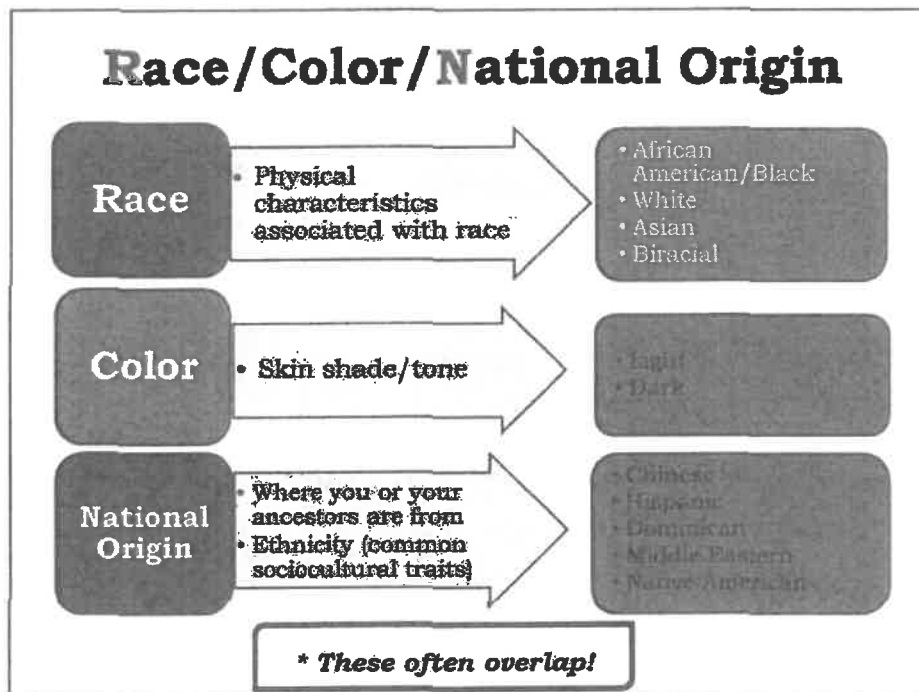 Race/Color/National Origin
Race
• Physical
characteristics
associated with race
• African
American/Black
• White
• Asian
• Biracial
Color
• Skin shade/tone
• Light
• Dark
National
Origin
• Where you or your
ancestors are from
• Ethnicity (common
sociocultural traits)
• Chinese
• Hispanic
• Dominican
• Middle Eastern
• Native American
* These often overlap!